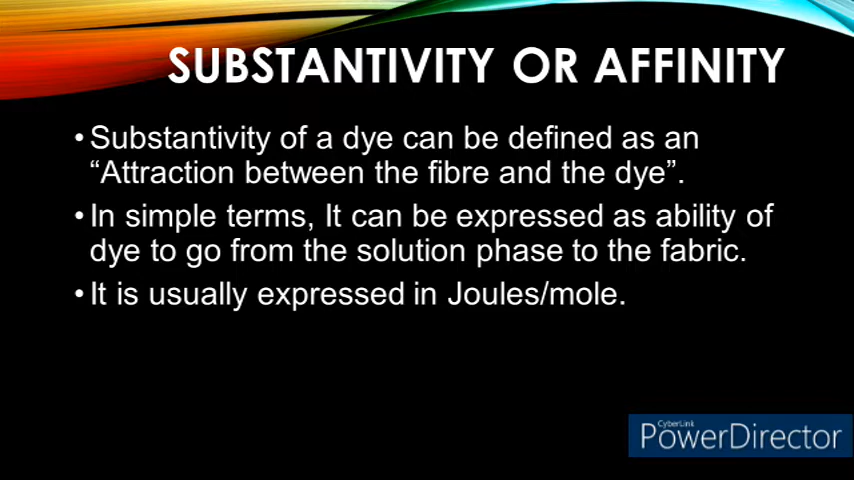 SUBSTANTIVITY OR AFFINITY
•Substantivity of a dye can be defined as an
“Attraction between the fibre and the dye”.
•In simple terms, It can be expressed as ability of
dye to go from the solution phase to the fabric.
•It is usually expressed in Joules/mole.
CyberLink
PowerDirector